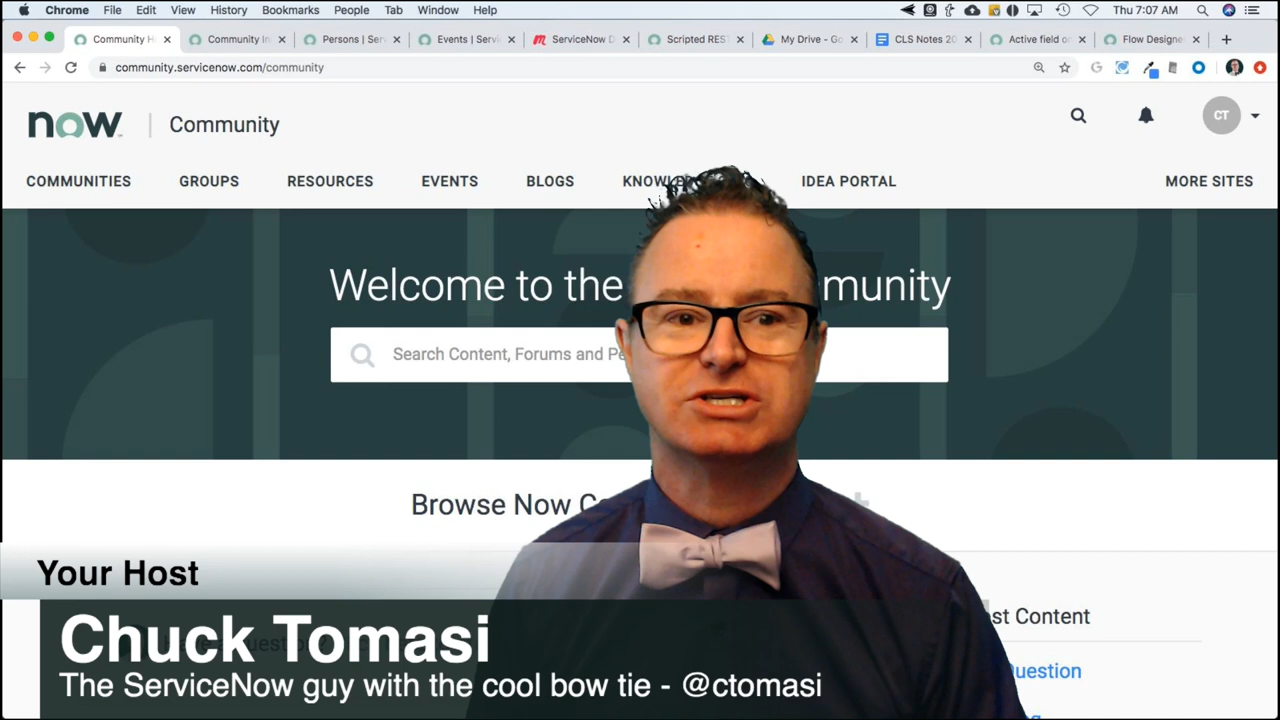 Chrome File Edit View History Bookmarks People Tab Window Help Thu 7:07 AM
Community H Community In Persons | Serv Events | Servi ServiceNow D Scripted REST My Drive - Go CLS Notes 20 Active field o Flow Designe
community.servicenow.com/community
now Community CT
COMMUNITIES GROUPS RESOURCES EVENTS BLOGS KNOWL IDEA PORTAL MORE SITES
Welcome to the munity
Search Content, Forums and Pe
Browse Now C
Your Host
st Content
Chuck Tomasi
uestion
The ServiceNow guy with the cool bow tie - @ctomasi